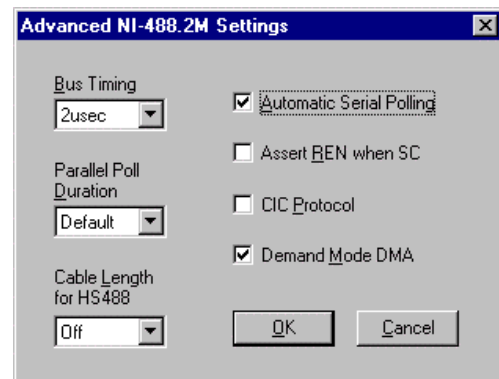 Advanced NI-488.2M Settings
Bus Timing
2usec
Parallel Poll
Duration
Default
Cable Length
for HS488
Off
Automatic Serial Polling
Assert REN when SC
CIC Protocol
Demand Mode DMA
OK
Cancel